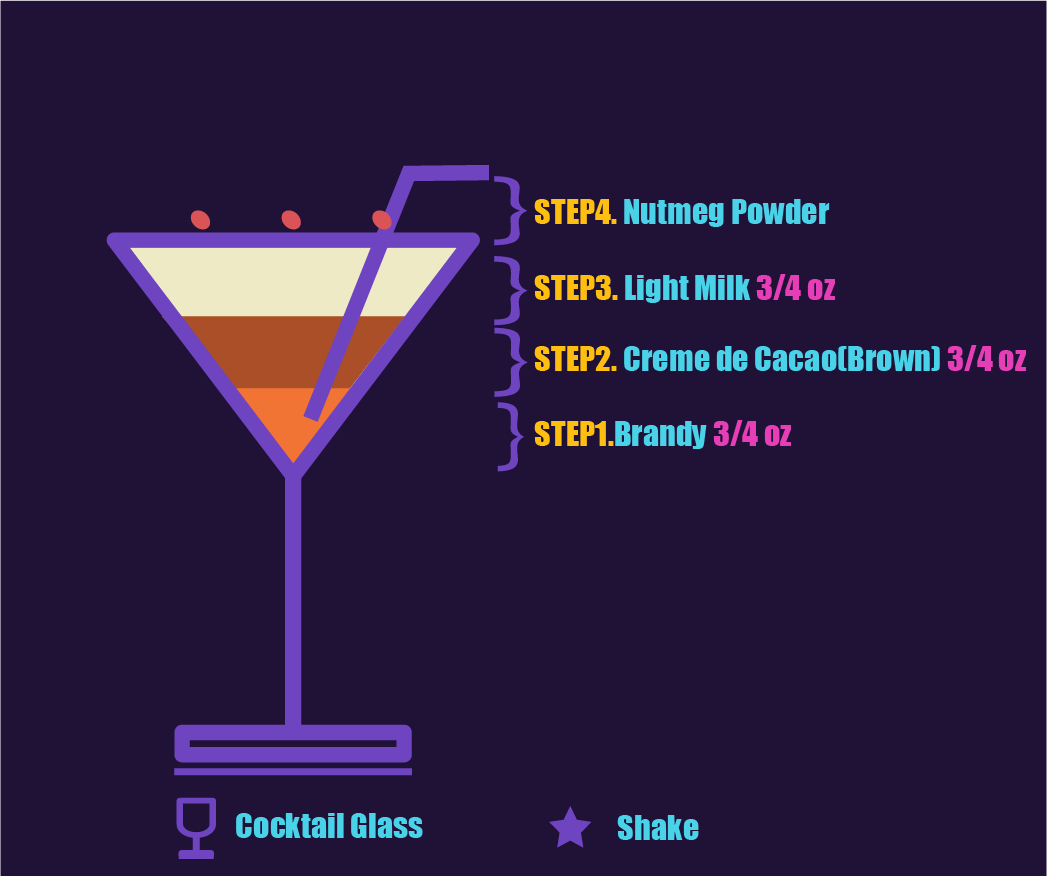 STEP4. Nutmeg Powder
STEP3. Light Milk 3/4 oz
STEP2. Creme de Cacao(Brown) 3/4 oz
STEP1.Brandy 3/4 oz
Cocktail Glass
Shake